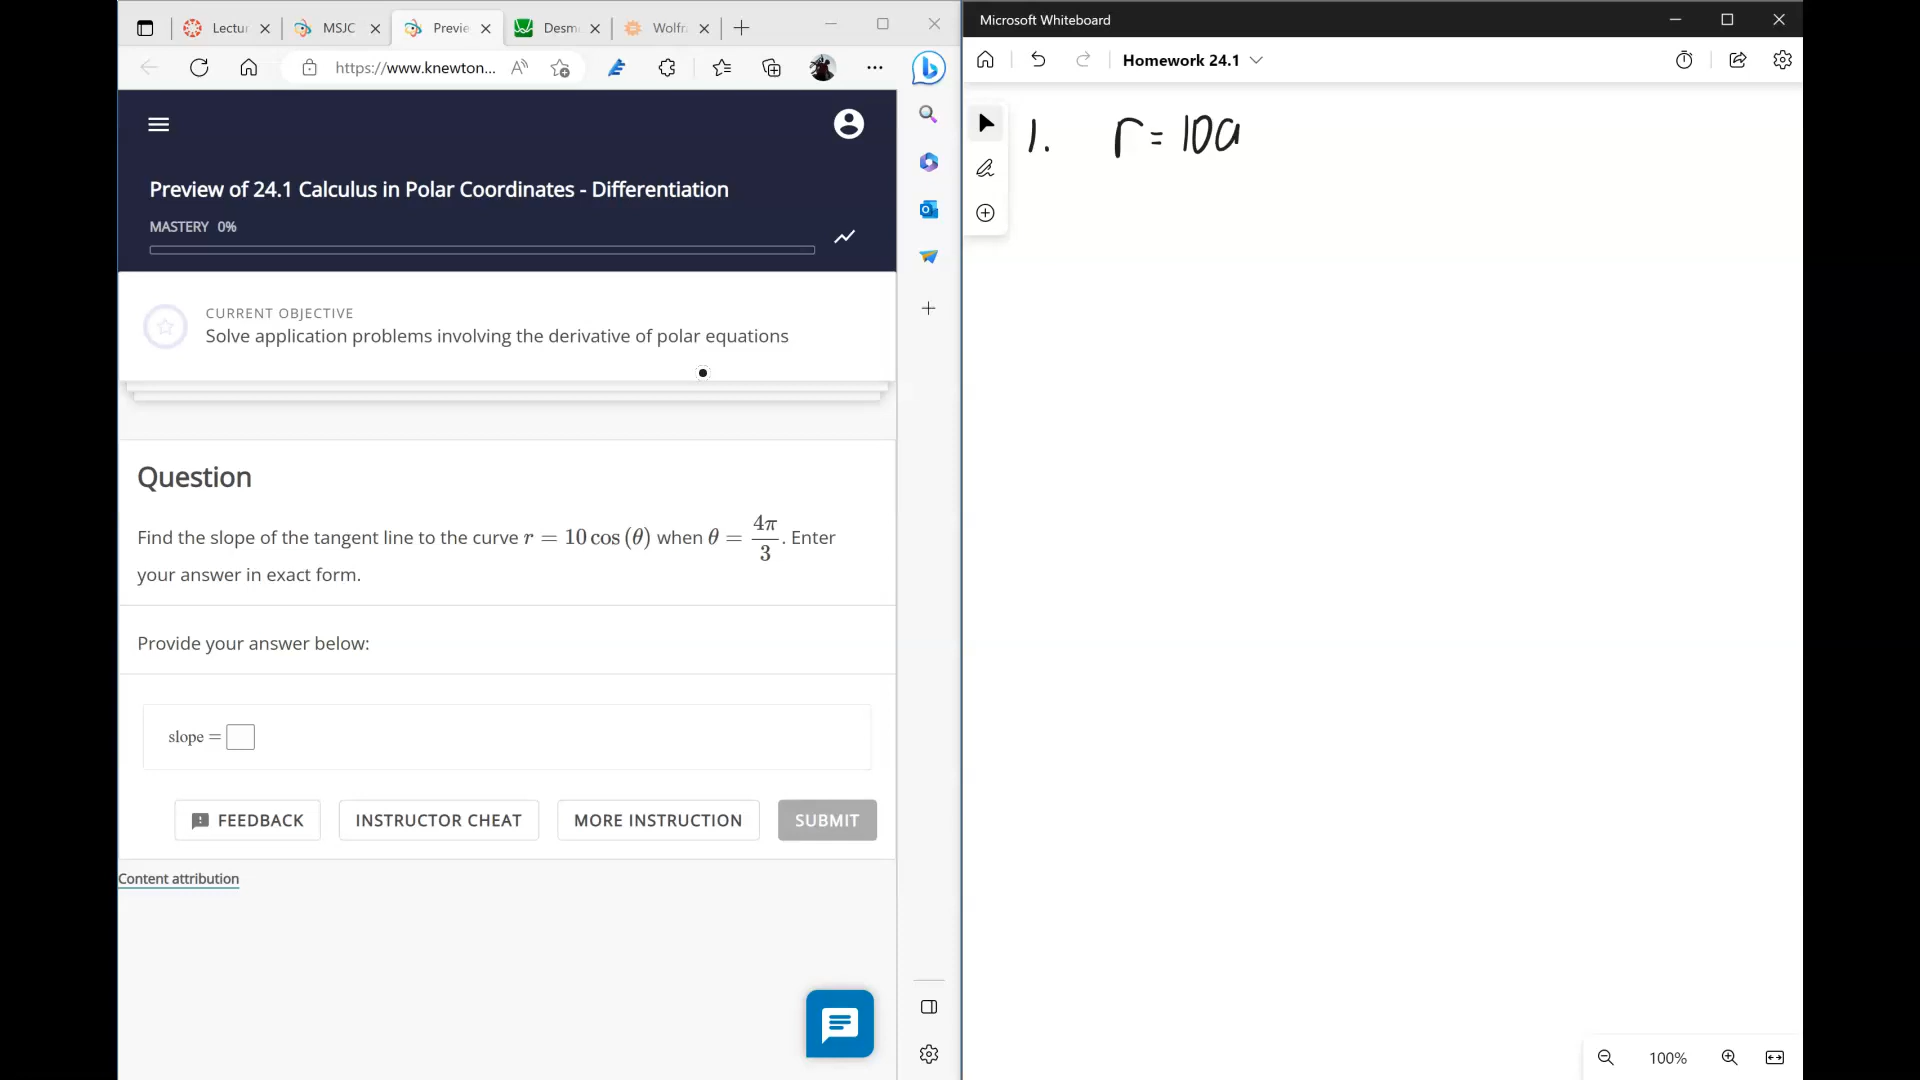 Lectur
MSJC
Previe
Desm
Wolfr
https://www.knewton...
Preview of 24.1 Calculus in Polar Coordinates - Differentiation
MASTERY 0%
CURRENT OBJECTIVE
Solve application problems involving the derivative of polar equations
Question
Find the slope of the tangent line to the curve r = 10 cos (θ) when θ = 4π/3. Enter
your answer in exact form.
Provide your answer below:
slope =
FEEDBACK
INSTRUCTOR CHEAT
MORE INSTRUCTION
SUBMIT
Content attribution
Microsoft Whiteboard
Homework 24.1
1. r = 10a
100%